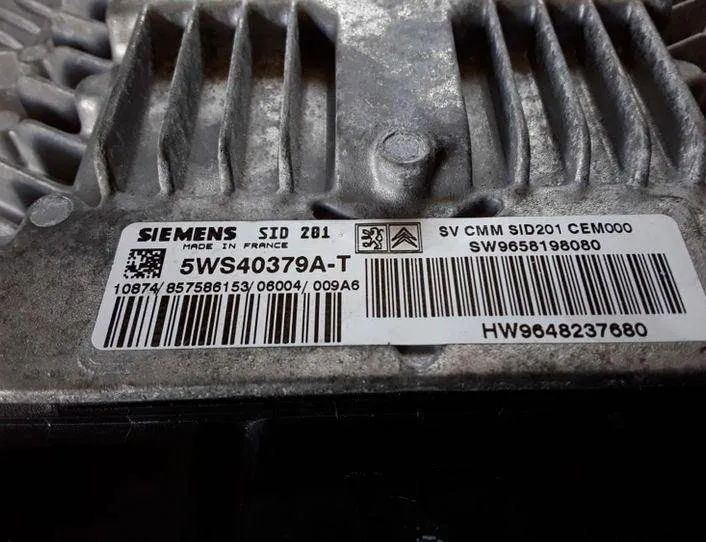 SIEMENS SID 201
MADE IN FRANCE
5WS40379A-T
10874/857586153/06004/009A6
SV CMM SID201 CEM000
SW9658198080
HW9648237680